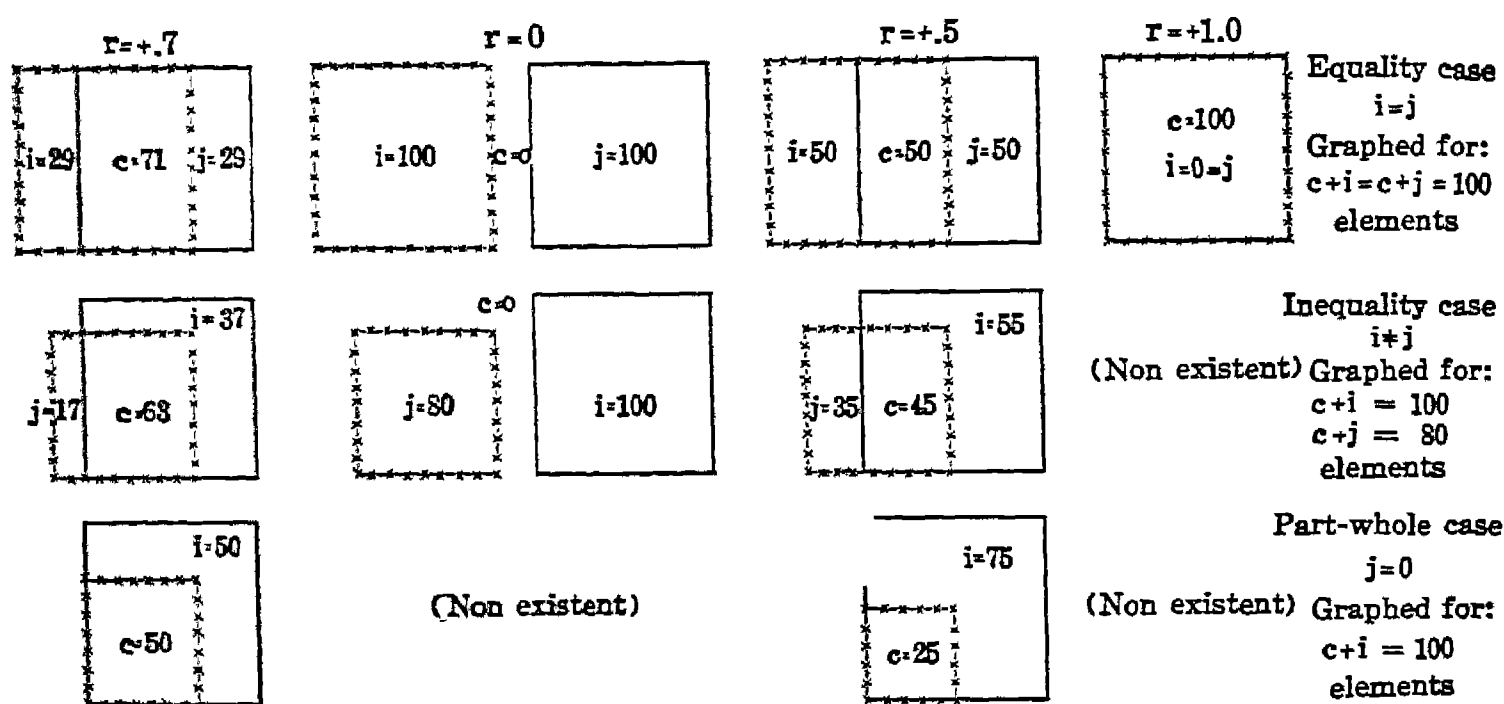 r=+.7
r=0
r=+.5
r=+1.0
i=29
c=71
j=29
i=100
c=0
j=100
i=50
c=50
j=50
c=100
i=0=j
Equality case
i=j
Graphed for:
c+i=c+j=100
elements
i=37
j=17
c=63
c=0
j=80
i=100
i=55
j=35
c=45
(Non existent)
Inequality case
i≠j
Graphed for:
c+i = 100
c+j = 80
elements
i=50
c=50
(Non existent)
i=75
c=25
(Non existent)
Part-whole case
j=0
Graphed for:
c+i = 100
elements